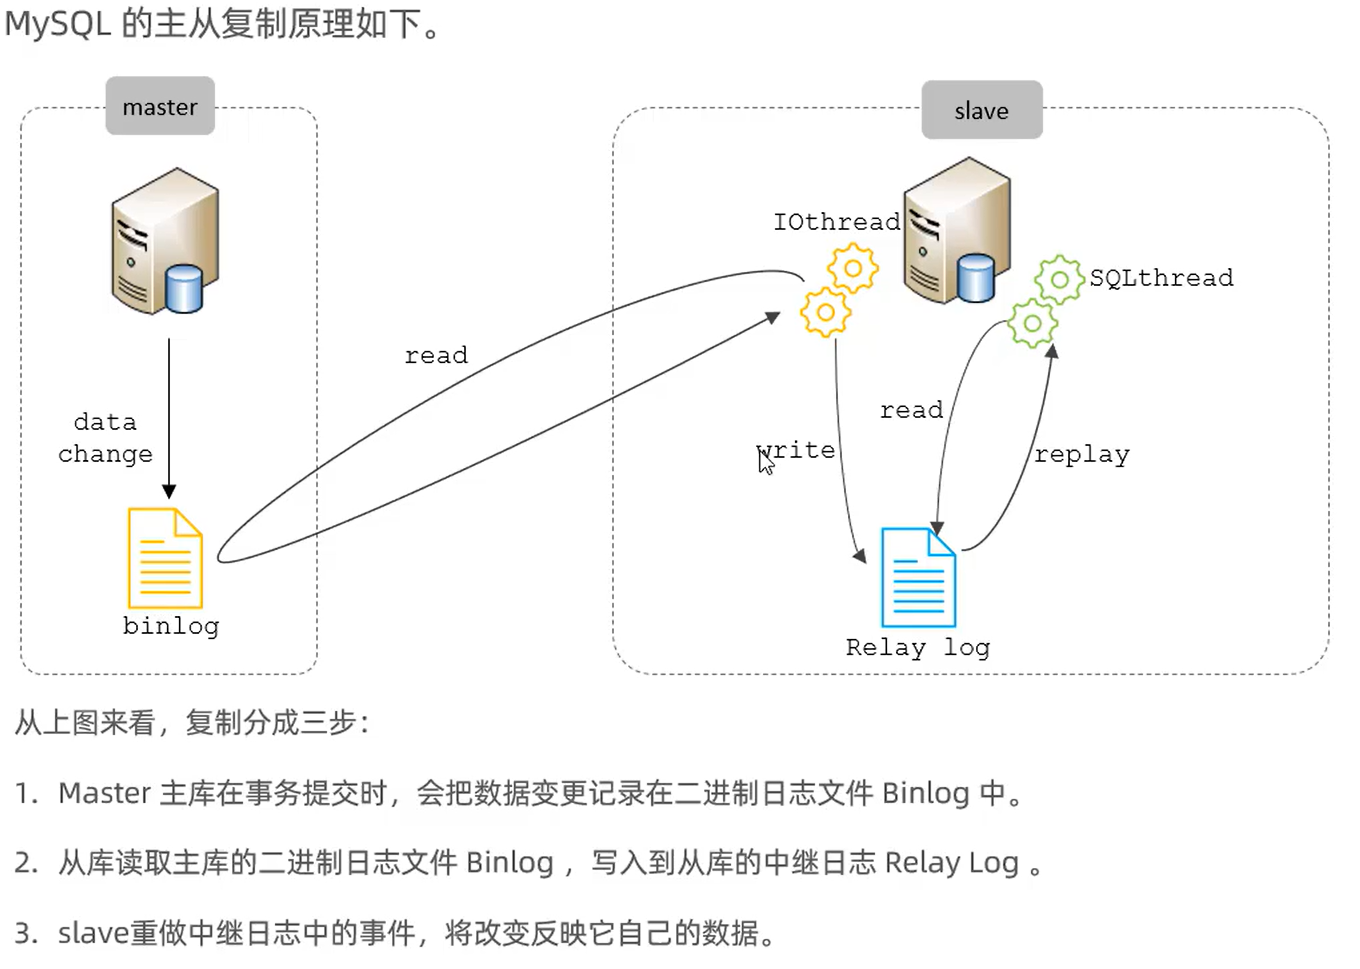 MySQL 的主从复制原理如下。
master
slave
IOthread
SQLthread
read
data
change
read
write
replay
binlog
Relay log
从上图来看，复制分成三步：
1. Master 主库在事务提交时，会把数据变更记录在二进制日志文件 Binlog 中。
2. 从库读取主库的二进制日志文件 Binlog ，写入到从库的中继日志 Relay Log 。
3. slave重做中继日志中的事件，将改变反映它自己的数据。